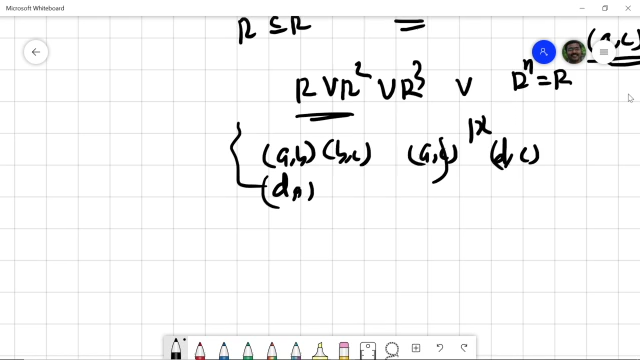 Microsoft Whiteboard
R ⊆ R
(a,c)
R ∨ R² ∨ R³ ∨ Rⁿ = R
(a,b) (b,c) (a, ) (d,c)
(d,